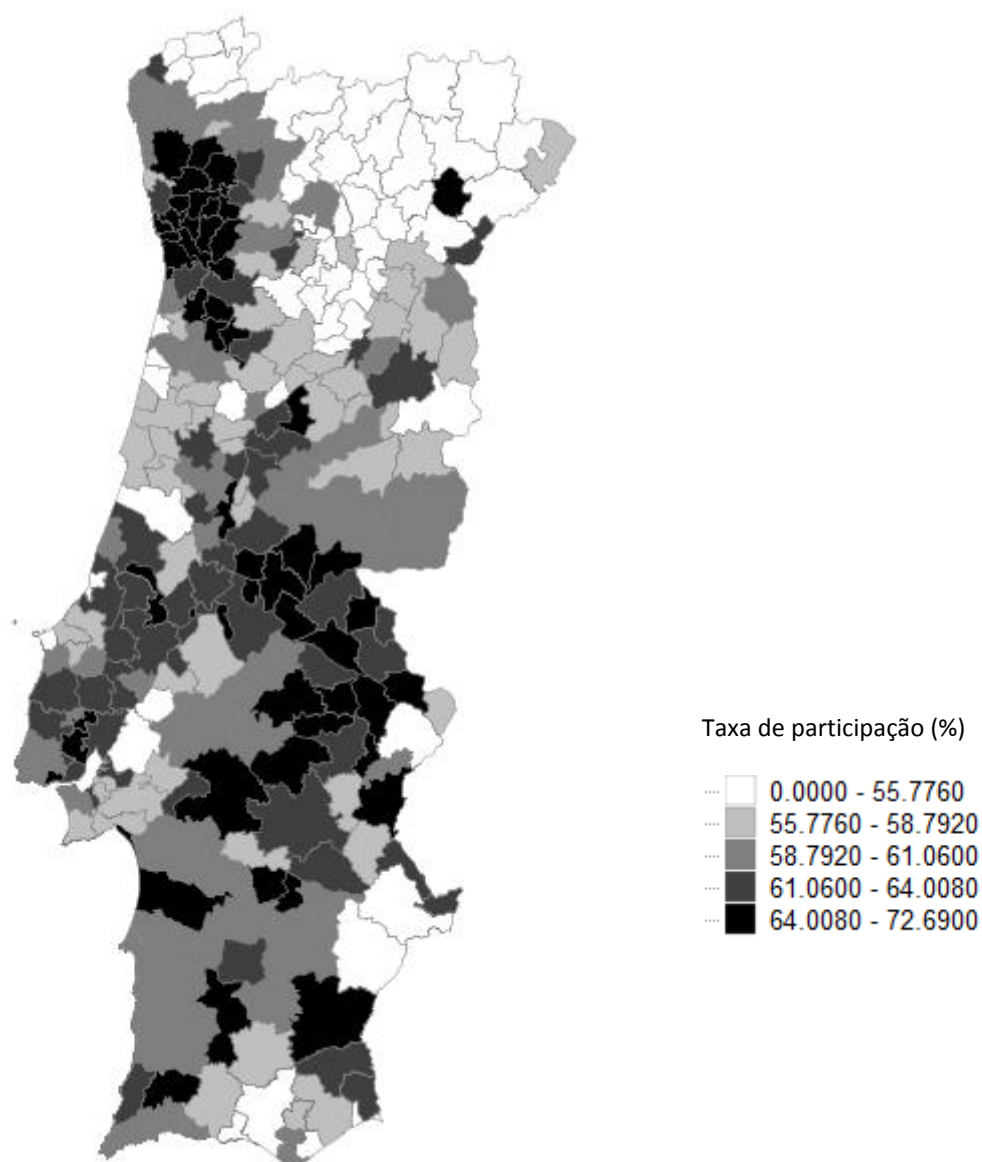 Taxa de participação (%)
0.0000 - 55.7760
55.7760 - 58.7920
58.7920 - 61.0600
61.0600 - 64.0080
64.0080 - 72.6900